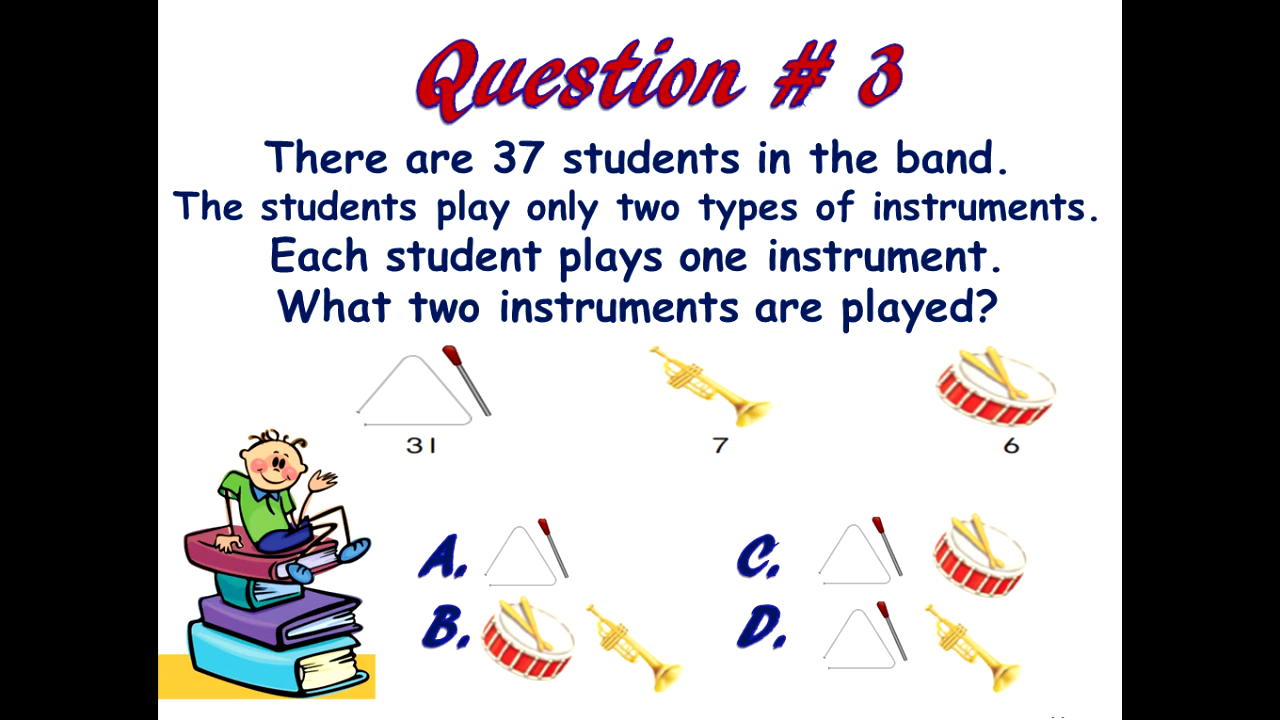 Question # 3
There are 37 students in the band.
The students play only two types of instruments.
Each student plays one instrument.
What two instruments are played?
31 7 6
A. C.
B. D.